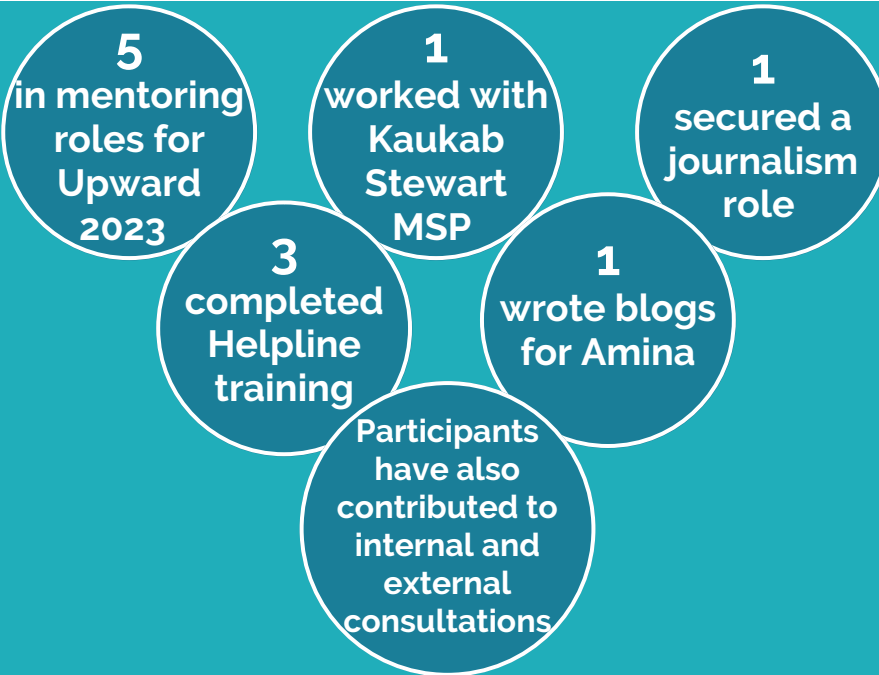 5
in mentoring
roles for
Upward
2023
1
worked with
Kaukab
Stewart
MSP
1
secured a
journalism
role
3
completed
Helpline
training
1
wrote blogs
for Amina
Participants
have also
contributed to
internal and
external
consultations